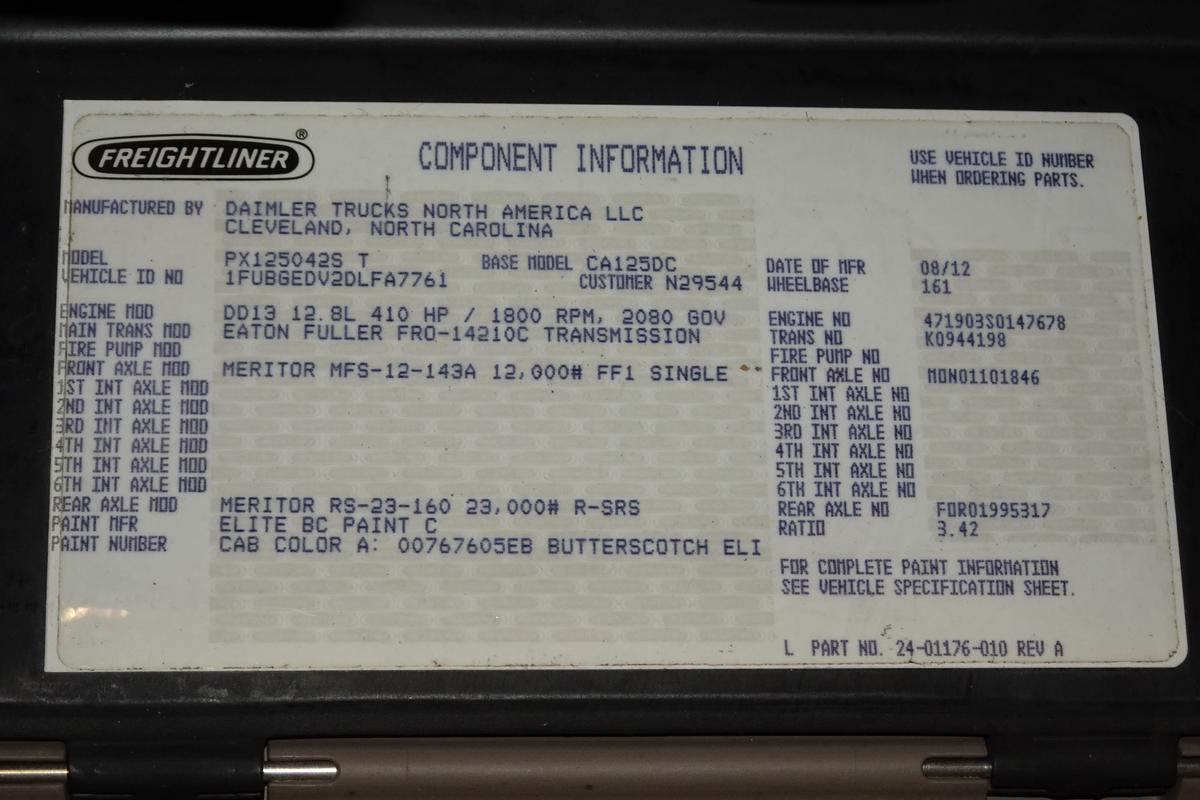 FREIGHTLINER ®
COMPONENT INFORMATION
USE VEHICLE ID NUMBER
WHEN ORDERING PARTS.
MANUFACTURED BY DAIMLER TRUCKS NORTH AMERICA LLC
CLEVELAND, NORTH CAROLINA
MODEL PX125042S T BASE MODEL CA125DC
VEHICLE ID NO 1FUBGEDV2DLFA7761 CUSTOMER N29544
DATE OF MFR 08/12
WHEELBASE 161
ENGINE MOD DD13 12.8L 410 HP / 1800 RPM, 2080 GOV
MAIN TRANS MOD EATON FULLER FRO-14210C TRANSMISSION
FIRE PUMP MOD
FRONT AXLE MOD MERITOR MFS-12-143A 12,000# FF1 SINGLE
1ST INT AXLE MOD
2ND INT AXLE MOD
3RD INT AXLE MOD
4TH INT AXLE MOD
5TH INT AXLE MOD
6TH INT AXLE MOD
REAR AXLE MOD MERITOR RS-23-160 23,000# R-SRS
PAINT MFR ELITE BC PAINT C
PAINT NUMBER CAB COLOR A: 00767605EB BUTTERSCOTCH ELI
ENGINE NO 471903S0147678
TRANS NO K0944198
FIRE PUMP NO
FRONT AXLE NO MON01101846
1ST INT AXLE NO
2ND INT AXLE NO
3RD INT AXLE NO
4TH INT AXLE NO
5TH INT AXLE NO
6TH INT AXLE NO
REAR AXLE NO FOR01995317
RATIO 3.42
FOR COMPLETE PAINT INFORMATION
SEE VEHICLE SPECIFICATION SHEET.
L PART NO. 24-01176-010 REV A